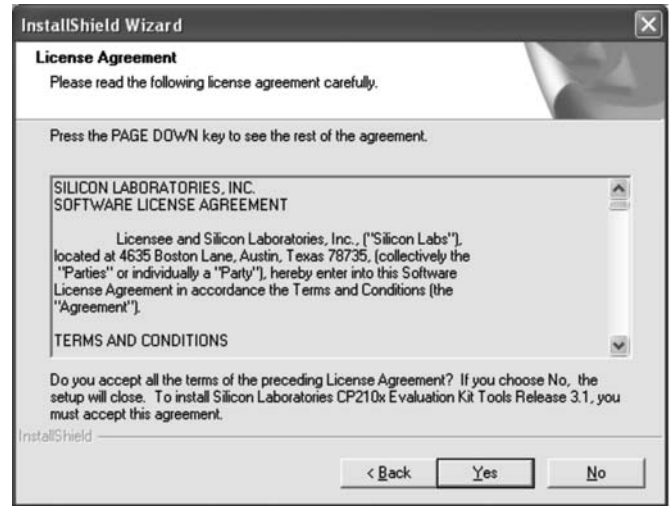 InstallShield Wizard
License Agreement
Please read the following license agreement carefully.
Press the PAGE DOWN key to see the rest of the agreement.
SILICON LABORATORIES, INC.
SOFTWARE LICENSE AGREEMENT
Licensee and Silicon Laboratories, Inc., ("Silicon Labs"),
located at 4635 Boston Lane, Austin, Texas 78735, (collectively the
"Parties" or individually a "Party"), hereby enter into this Software
License Agreement in accordance the Terms and Conditions (the
"Agreement").
TERMS AND CONDITIONS
Do you accept all the terms of the preceding License Agreement? If you choose No, the
setup will close. To install Silicon Laboratories CP210x Evaluation Kit Tools Release 3.1, you
must accept this agreement.
InstallShield
< Back Yes No